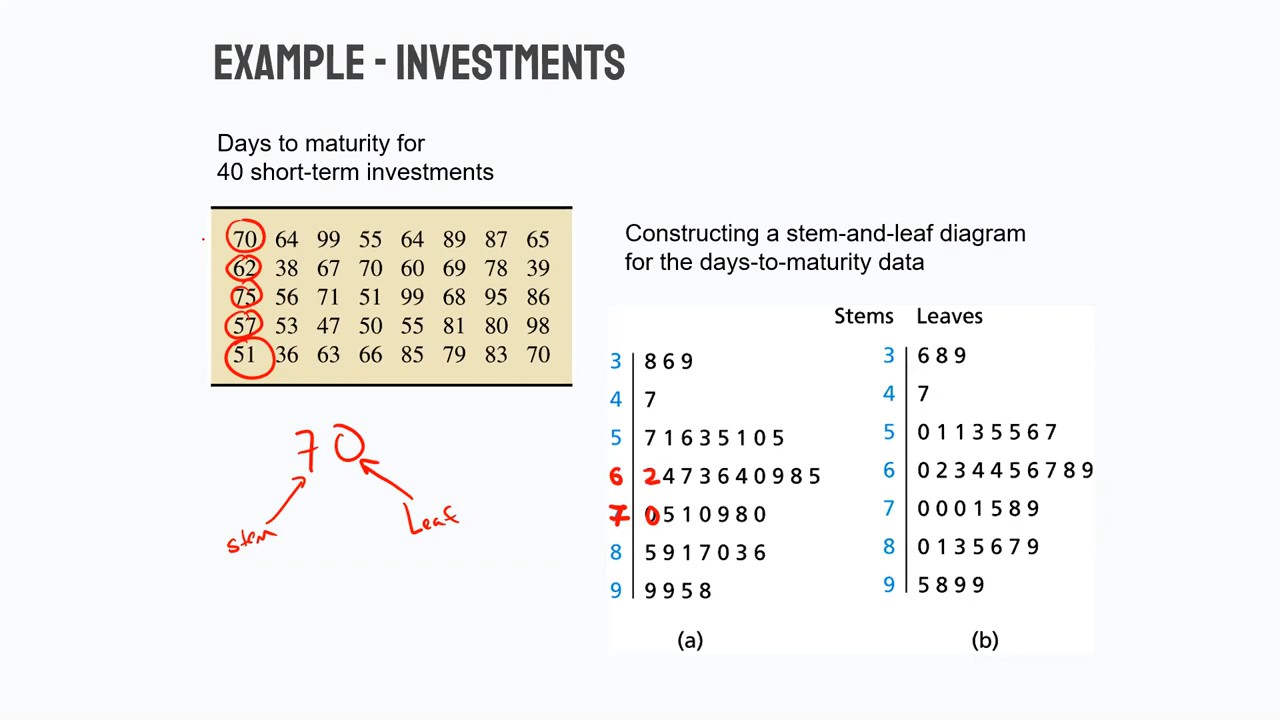 EXAMPLE - INVESTMENTS
Days to maturity for
40 short-term investments
70 64 99 55 64 89 87 65
62 38 67 70 60 69 78 39
75 56 71 51 99 68 95 86
57 53 47 50 55 81 80 98
51 36 63 66 85 79 83 70
70
stem
Leaf
Constructing a stem-and-leaf diagram
for the days-to-maturity data
3 8 6 9
4 7
5 7 1 6 3 5 1 0 5
6 2 4 7 3 6 4 0 9 8 5
7 0 5 1 0 9 8 0
8 5 9 1 7 0 3 6
9 9 9 5 8
(a)
Stems Leaves
3 6 8 9
4 7
5 0 1 1 3 5 5 6 7
6 0 2 3 4 4 5 6 7 8 9
7 0 0 0 1 5 8 9
8 0 1 3 5 6 7 9
9 5 8 9 9
(b)